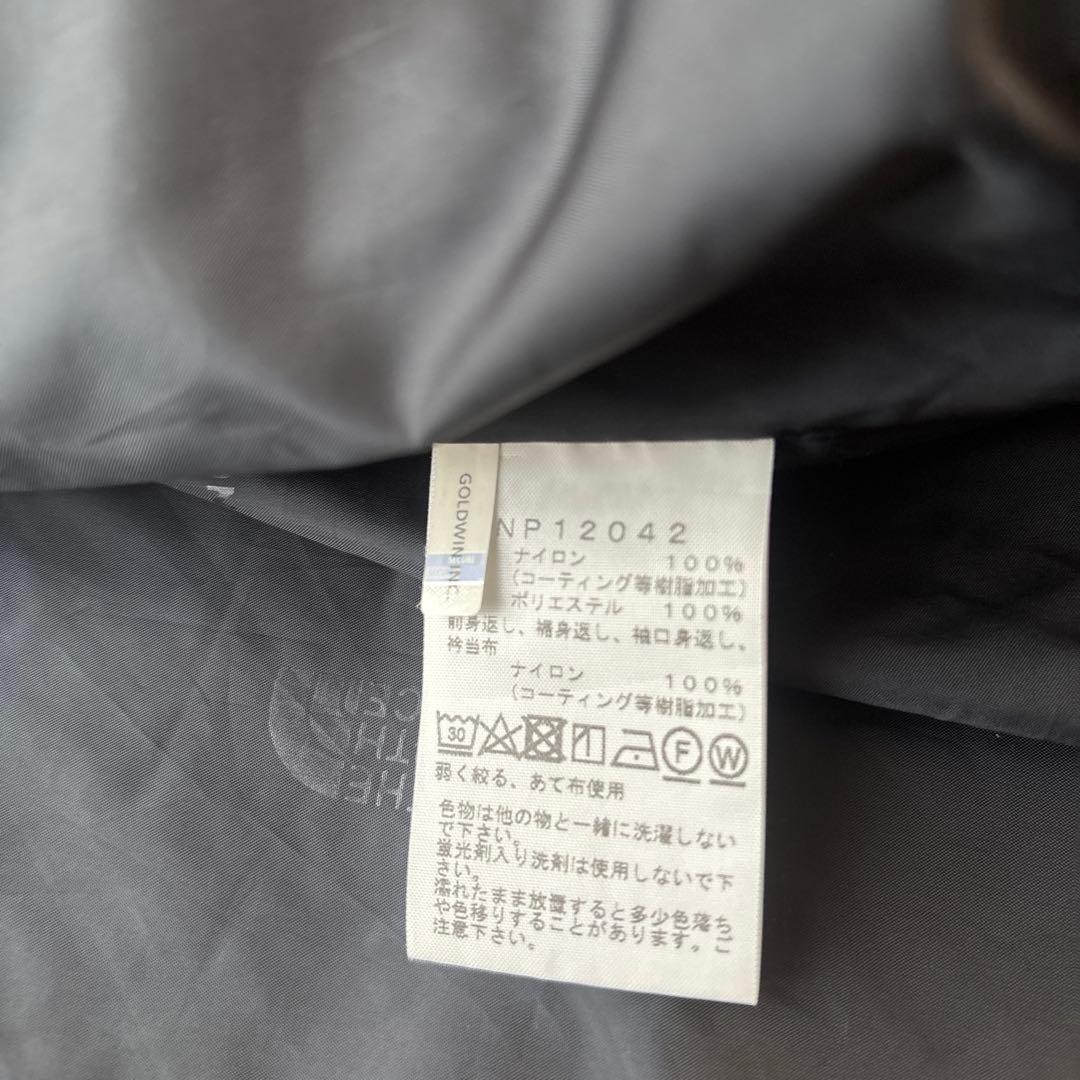 GOLDWIN INC.
SECURE
NP12042
ナイロン 100%
(コーティング等樹脂加工)
ポリエステル 100%
前身返し、裾身返し、袖口身返し、
衿当布
ナイロン 100%
(コーティング等樹脂加工)
30 F W
弱く絞る、あて布使用
色物は他の物と一緒に洗濯しない
で下さい。
蛍光剤入り洗剤は使用しないで下
さい。
濡れたまま放置すると多少色落ち
や色移りすることがあります。ご
注意下さい。
THE